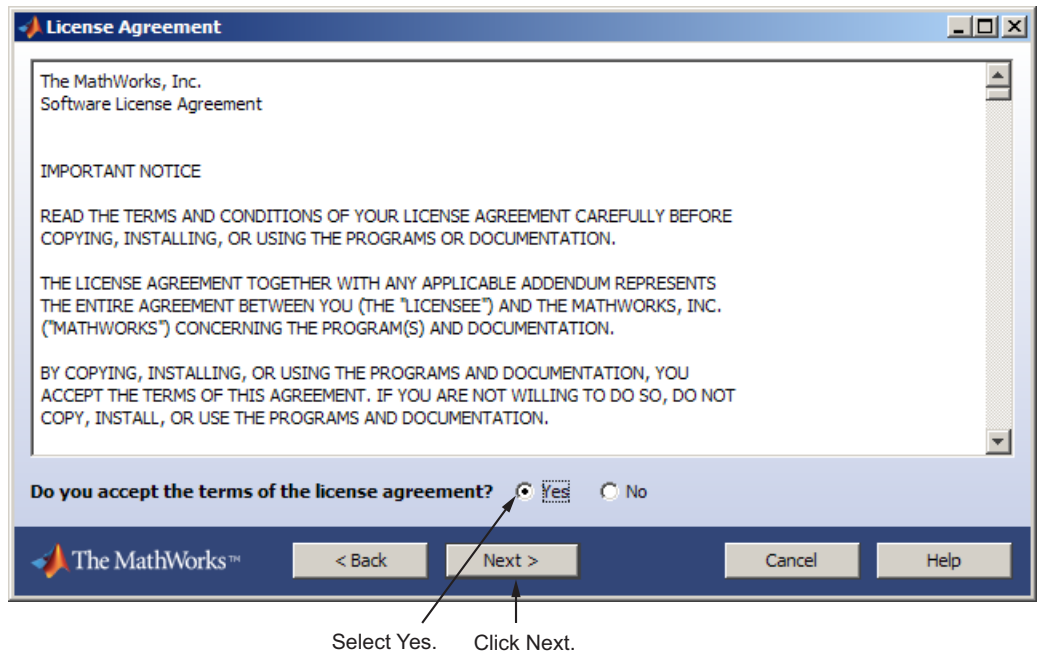 License Agreement
The MathWorks, Inc.
Software License Agreement
IMPORTANT NOTICE
READ THE TERMS AND CONDITIONS OF YOUR LICENSE AGREEMENT CAREFULLY BEFORE
COPYING, INSTALLING, OR USING THE PROGRAMS OR DOCUMENTATION.
THE LICENSE AGREEMENT TOGETHER WITH ANY APPLICABLE ADDENDUM REPRESENTS
THE ENTIRE AGREEMENT BETWEEN YOU (THE "LICENSEE") AND THE MATHWORKS, INC.
("MATHWORKS") CONCERNING THE PROGRAM(S) AND DOCUMENTATION.
BY COPYING, INSTALLING, OR USING THE PROGRAMS AND DOCUMENTATION, YOU
ACCEPT THE TERMS OF THIS AGREEMENT. IF YOU ARE NOT WILLING TO DO SO, DO NOT
COPY, INSTALL, OR USE THE PROGRAMS AND DOCUMENTATION.
Do you accept the terms of the license agreement? Yes No
The MathWorks™ < Back Next > Cancel Help
Select Yes. Click Next.